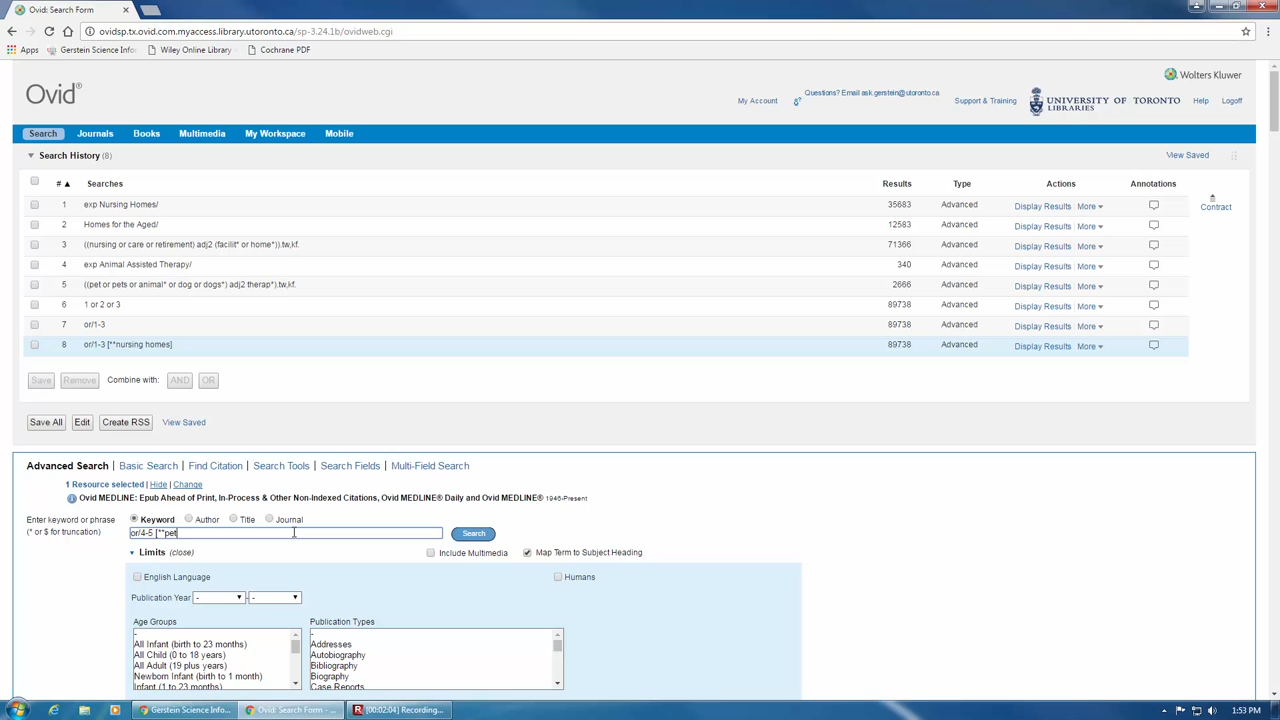 Ovid: Search Form
ovidsp.tx.ovid.com.myaccess.library.utoronto.ca/sp-3.24.1b/ovidweb.cgi
Apps Gerstein Science Info Wiley Online Library Cochrane PDF
Wolters Kluwer
Ovid®
My Account
Questions? Email ask.gerstein@utoronto.ca
Support & Training
UNIVERSITY OF TORONTO
LIBRARIES
Help Logoff
Search Journals Books Multimedia My Workspace Mobile
Search History (8) View Saved
# ▲ Searches Results Type Actions Annotations
1 exp Nursing Homes/ 35683 Advanced Display Results More
Contract
2 Homes for the Aged/ 12583 Advanced Display Results More
3 ((nursing or care or retirement) adj2 (facilit* or home*)).tw,kf. 71366 Advanced Display Results More
4 exp Animal Assisted Therapy/ 340 Advanced Display Results More
5 ((pet or pets or animal* or dog or dogs*) adj2 therap*).tw,kf. 2666 Advanced Display Results More
6 1 or 2 or 3 89738 Advanced Display Results More
7 or/1-3 89738 Advanced Display Results More
8 or/1-3 [**nursing homes] 89738 Advanced Display Results More
Save Remove Combine with: AND OR
Save All Edit Create RSS View Saved
Advanced Search | Basic Search | Find Citation | Search Tools | Search Fields | Multi-Field Search
1 Resource selected | Hide | Change
Ovid MEDLINE: Epub Ahead of Print, In-Process & Other Non-Indexed Citations, Ovid MEDLINE® Daily and Ovid MEDLINE® 1946-Present
Enter keyword or phrase
(* or $ for truncation)
Keyword Author Title Journal
or/4-5 [**pet
Search
Limits (close) Include Multimedia Map Term to Subject Heading
English Language Humans
Publication Year - - -
Age Groups Publication Types
-
All Infant (birth to 23 months)
All Child (0 to 18 years)
All Adult (19 plus years)
Newborn Infant (birth to 1 month)
Infant (1 to 23 months)
-
Addresses
Autobiography
Bibliography
Biography
Case Reports
Gerstein Science Info... Ovid: Search Form - ... [00:02:04] Recording... 1:53 PM